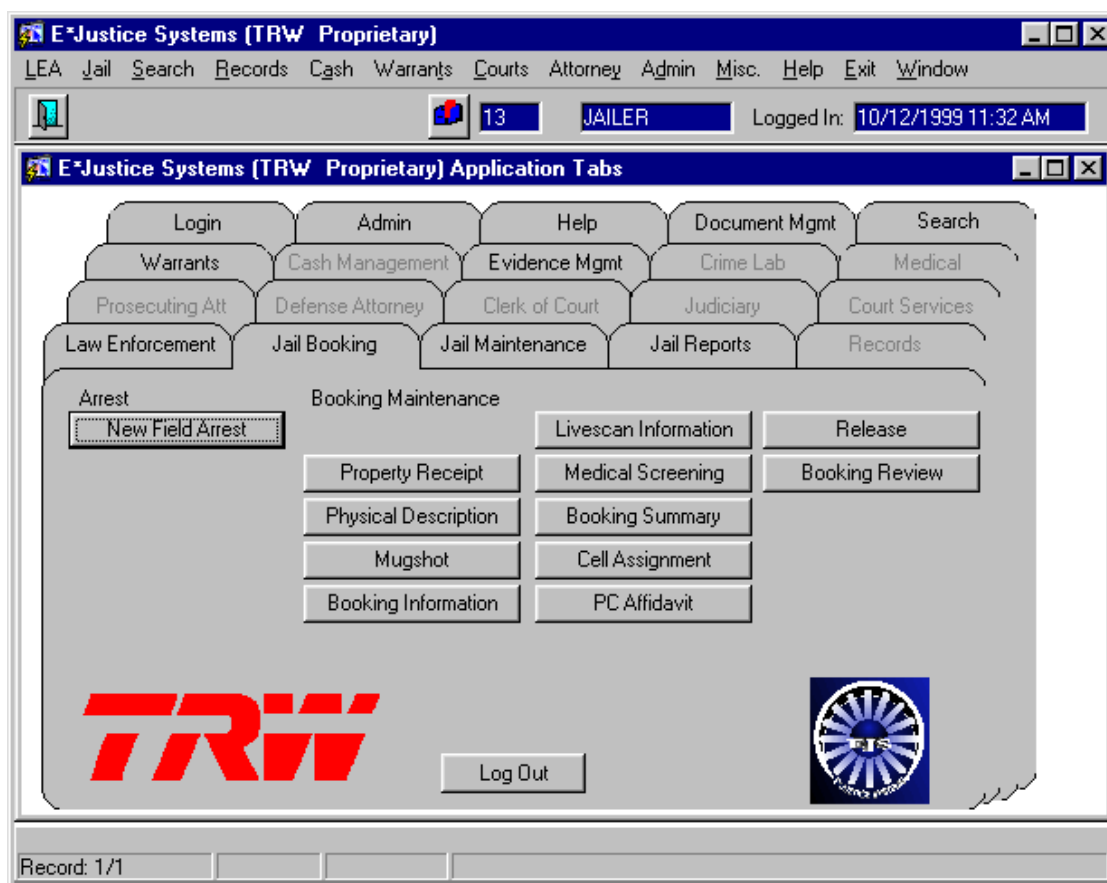 E*Justice Systems (TRW Proprietary)
LEA Jail Search Records Cash Warrants Courts Attorney Admin Misc. Help Exit Window
13 JAILER Logged In: 10/12/1999 11:32 AM
E*Justice Systems (TRW Proprietary) Application Tabs
Login Admin Help Document Mgmt Search
Warrants Cash Management Evidence Mgmt Crime Lab Medical
Prosecuting Att Defense Attorney Clerk of Court Judiciary Court Services
Law Enforcement Jail Booking Jail Maintenance Jail Reports Records
Arrest Booking Maintenance
New Field Arrest Livescan Information Release
Property Receipt Medical Screening Booking Review
Physical Description Booking Summary
Mugshot Cell Assignment
Booking Information PC Affidavit
TRW
Log Out
Record: 1/1